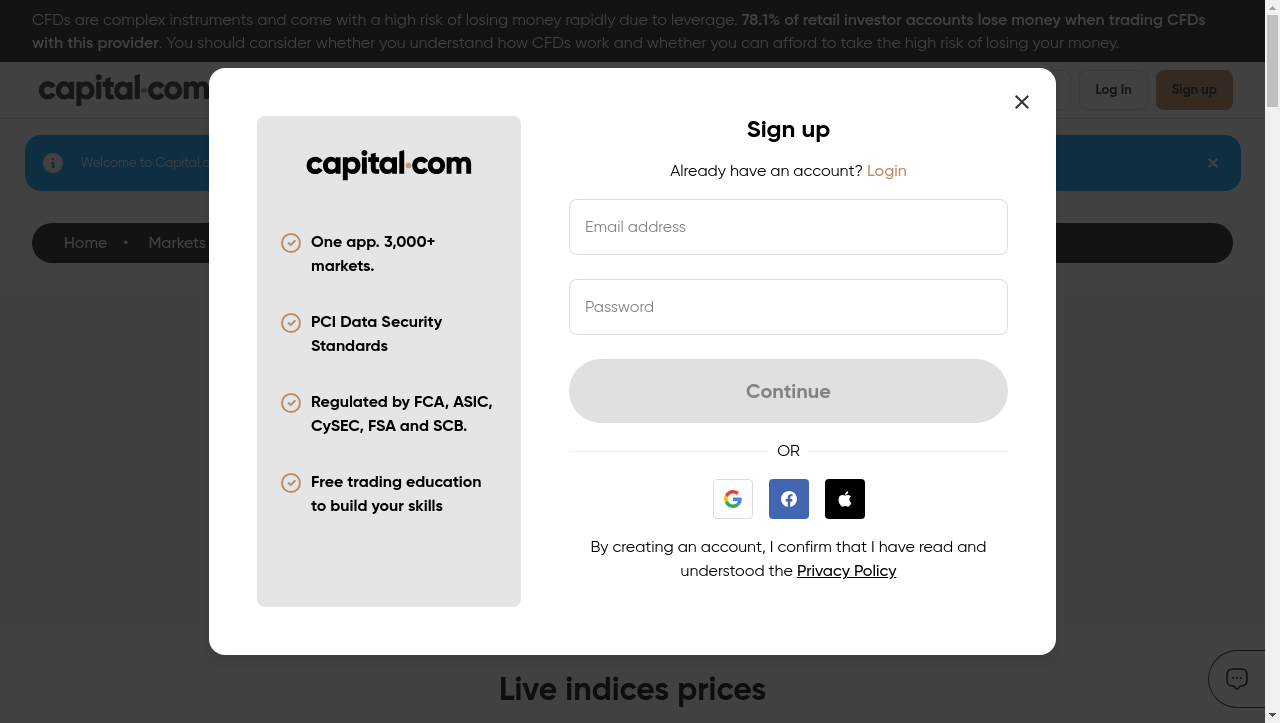 CFDs are complex instruments and come with a high risk of losing money rapidly due to leverage. 78.1% of retail investor accounts lose money when trading CFDs
with this provider. You should consider whether you understand how CFDs work and whether you can afford to take the high risk of losing your money.
capital.com
Log In
Sign up
Welcome to Capital.c
Home • Markets
capital.com
One app. 3,000+
markets.
PCI Data Security
Standards
Regulated by FCA, ASIC,
CySEC, FSA and SCB.
Free trading education
to build your skills
Sign up
Already have an account? Login
Email address
Password
Continue
OR
By creating an account, I confirm that I have read and
understood the Privacy Policy
Live indices prices